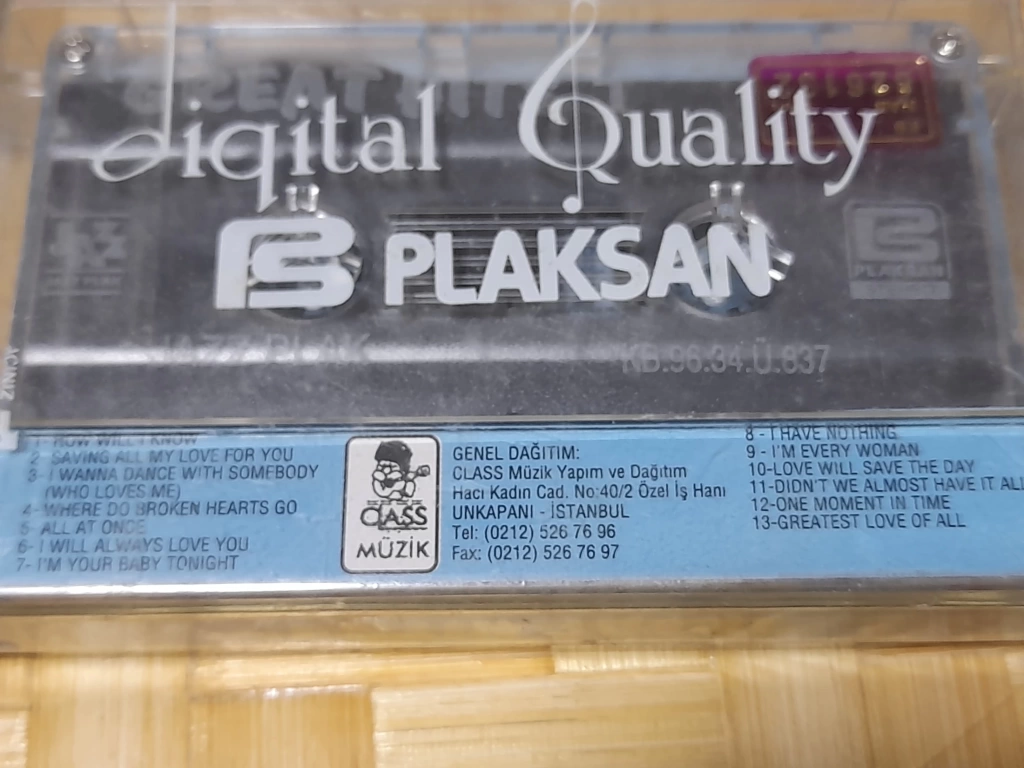 GREAT HITS
Digital Quality
PLAKSAN
PLAKSAN
JAZZ PLAK
KB.96.34.Ü.837
1- HOW WILL I KNOW
2- SAVING ALL MY LOVE FOR YOU
3- I WANNA DANCE WITH SOMEBODY
(WHO LOVES ME)
4- WHERE DO BROKEN HEARTS GO
5- ALL AT ONCE
6- I WILL ALWAYS LOVE YOU
7- I'M YOUR BABY TONIGHT
CLASS
MÜZİK
GENEL DAĞITIM:
CLASS Müzik Yapım ve Dağıtım
Hacı Kadın Cad. No:40/2 Özel İş Hanı
UNKAPANI - İSTANBUL
Tel: (0212) 526 76 96
Fax: (0212) 526 76 97
8 - I HAVE NOTHING
9 - I'M EVERY WOMAN
10-LOVE WILL SAVE THE DAY
11-DIDN'T WE ALMOST HAVE IT ALL
12-ONE MOMENT IN TIME
13-GREATEST LOVE OF ALL